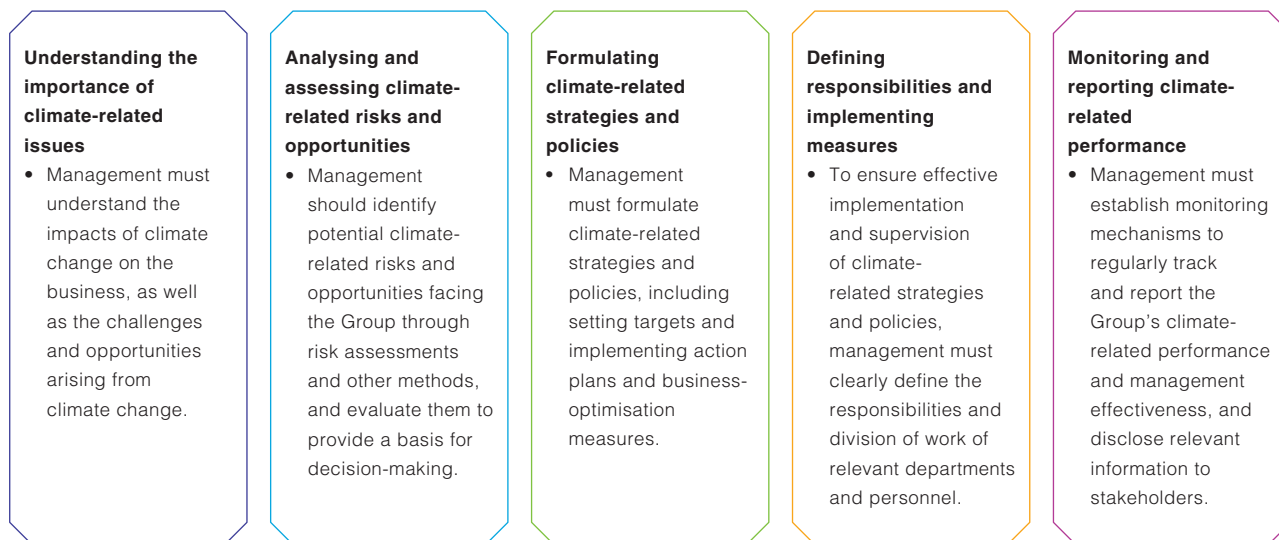 Understanding the
importance of
climate-related
issues
• Management must
understand the
impacts of climate
change on the
business, as well
as the challenges
and opportunities
arising from
climate change.
Analysing and
assessing climate-
related risks and
opportunities
• Management
should identify
potential climate-
related risks and
opportunities facing
the Group through
risk assessments
and other methods,
and evaluate them to
provide a basis for
decision-making.
Formulating
climate-related
strategies and
policies
• Management
must formulate
climate-related
strategies and
policies, including
setting targets and
implementing action
plans and business-
optimisation
measures.
Defining
responsibilities and
implementing
measures
• To ensure effective
implementation
and supervision
of climate-
related strategies
and policies,
management must
clearly define the
responsibilities and
division of work of
relevant departments
and personnel.
Monitoring and
reporting climate-
related
performance
• Management must
establish monitoring
mechanisms to
regularly track
and report the
Group's climate-
related performance
and management
effectiveness, and
disclose relevant
information to
stakeholders.